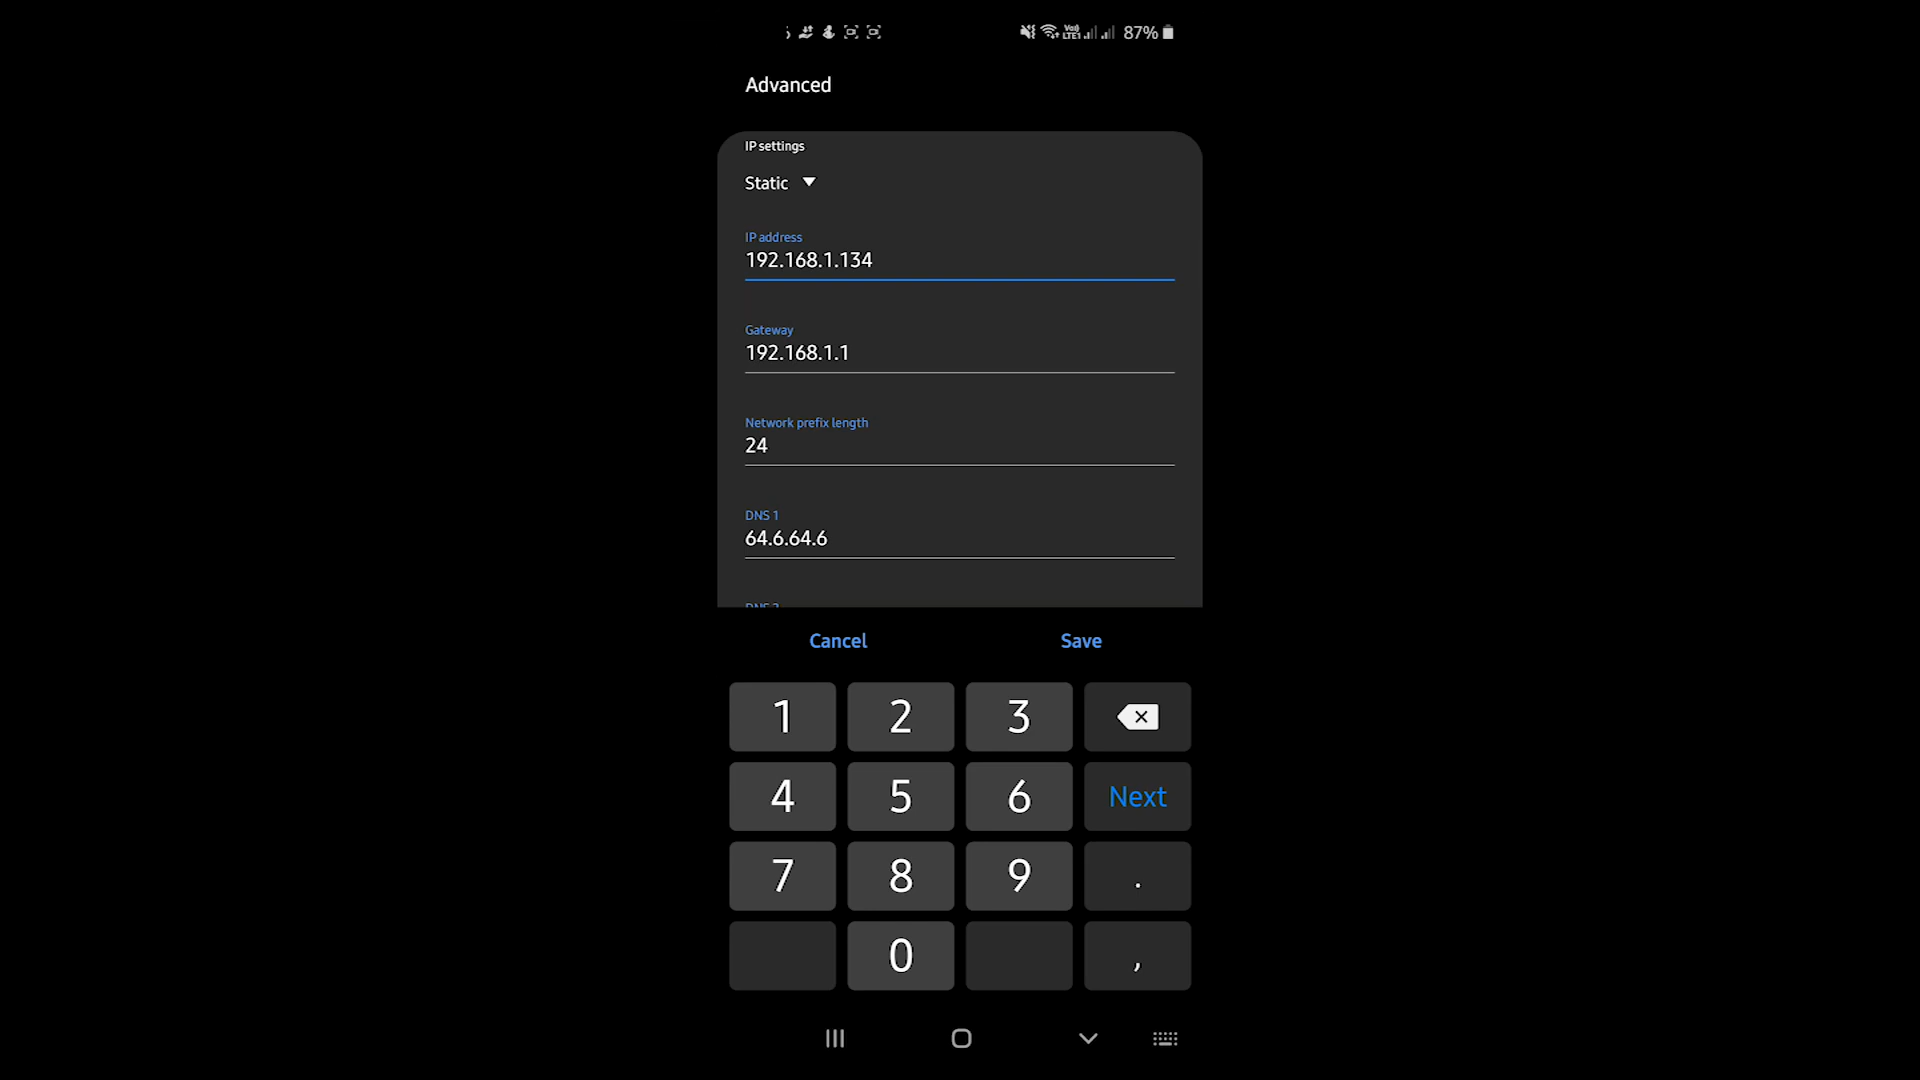 87%
Advanced
IP settings
Static
IP address
192.168.1.134
Gateway
192.168.1.1
Network prefix length
24
DNS 1
64.6.64.6
Cancel Save
1 2 3
4 5 6 Next
7 8 9 .
0 ,